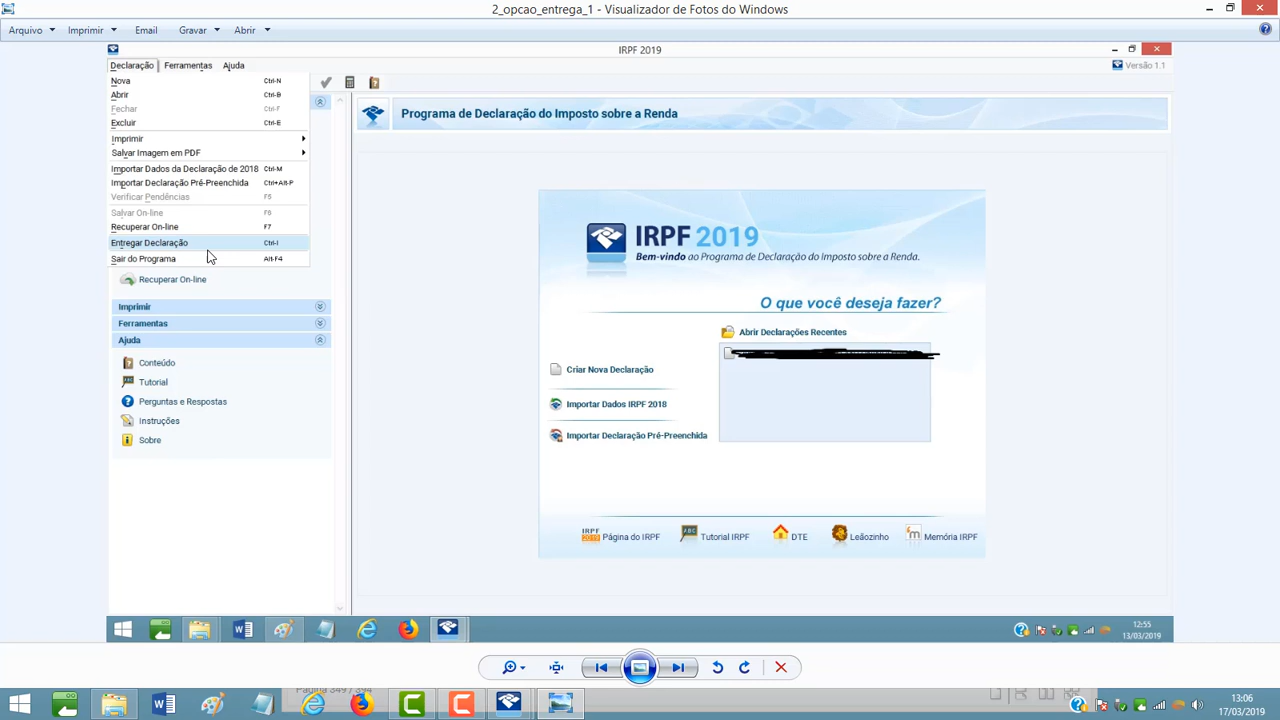 2_opcao_entrega_1 - Visualizador de Fotos do Windows
Arquivo Imprimir Email Gravar Abrir
IRPF 2019
Declaração Ferramentas Ajuda
Versão 1.1
Nova Ctrl-N
Abrir Ctrl-B
Fechar Ctrl-F
Excluir Ctrl-E
Imprimir
Salvar Imagem em PDF
Importar Dados da Declaração de 2018 Ctrl-M
Importar Declaração Pré-Preenchida Ctrl+Alt-P
Verificar Pendências F5
Salvar On-line F8
Recuperar On-line F7
Entregar Declaração Ctrl-I
Sair do Programa Alt-F4
Recuperar On-line
Imprimir
Ferramentas
Ajuda
Conteúdo
Tutorial
Perguntas e Respostas
Instruções
Sobre
Programa de Declaração do Imposto sobre a Renda
IRPF 2019
Bem-vindo ao Programa de Declaração do Imposto sobre a Renda.
O que você deseja fazer?
Abrir Declarações Recentes
Criar Nova Declaração
Importar Dados IRPF 2018
Importar Declaração Pré-Preenchida
IRPF 2019 Página do IRPF
ABC Tutorial IRPF
DTE
Leãozinho
Memória IRPF
12:55
13/03/2019
Página 349 / 394
13:06
17/03/2019